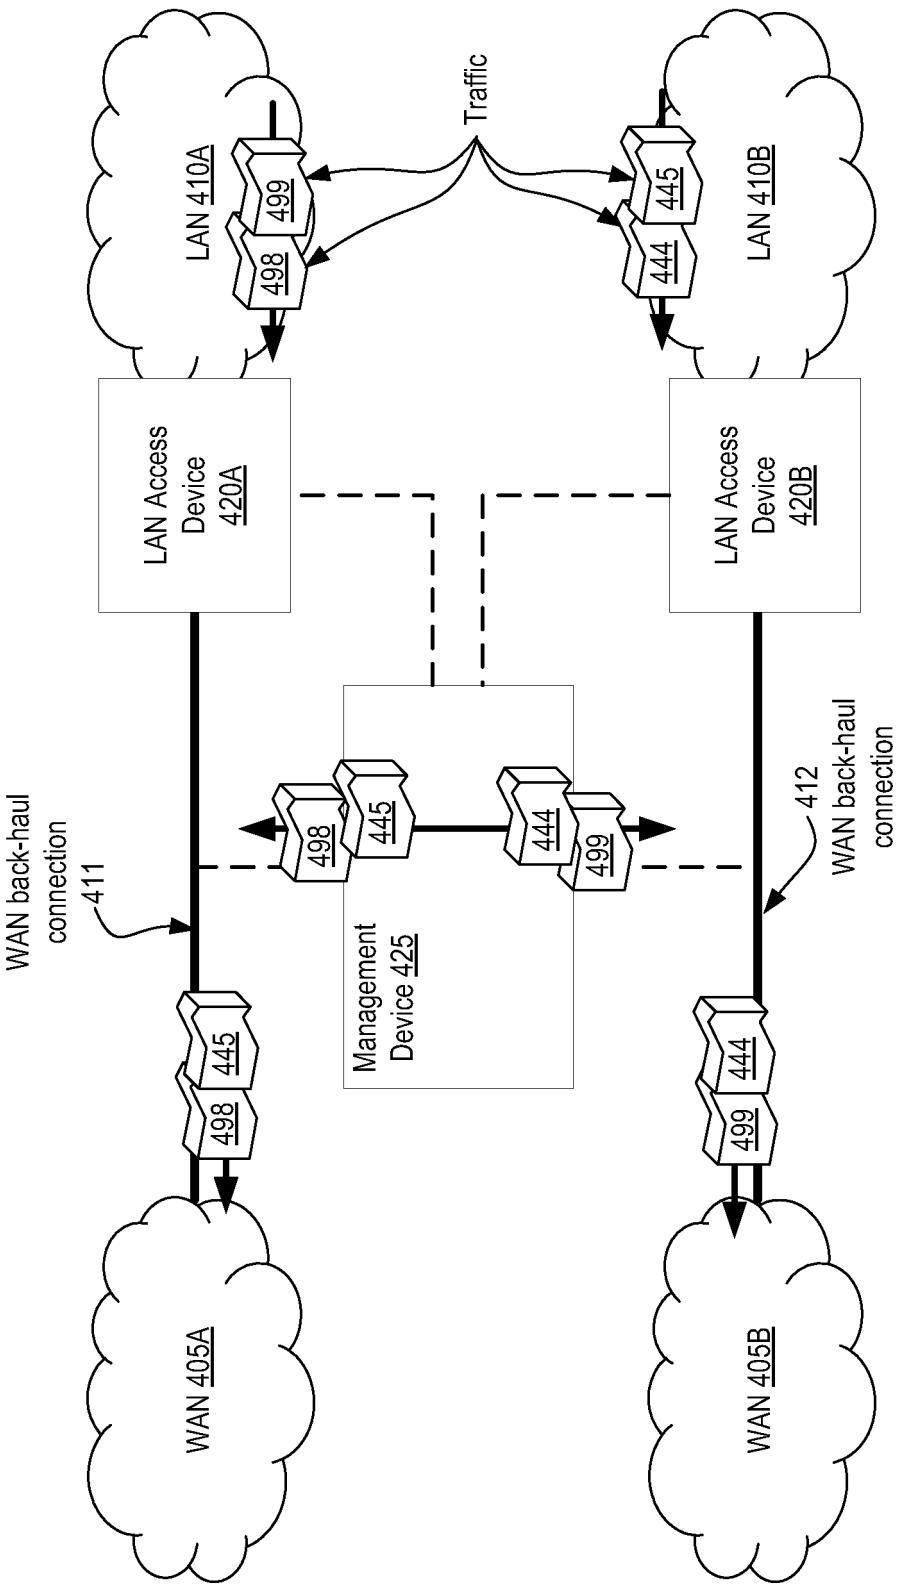 WAN back-haul
connection
411
WAN 405A
498
445
LAN Access
Device
420A
LAN 410A
498
499
Management
Device 425
498
445
444
499
Traffic
WAN back-haul
connection
412
WAN 405B
499
444
LAN Access
Device
420B
LAN 410B
444
445